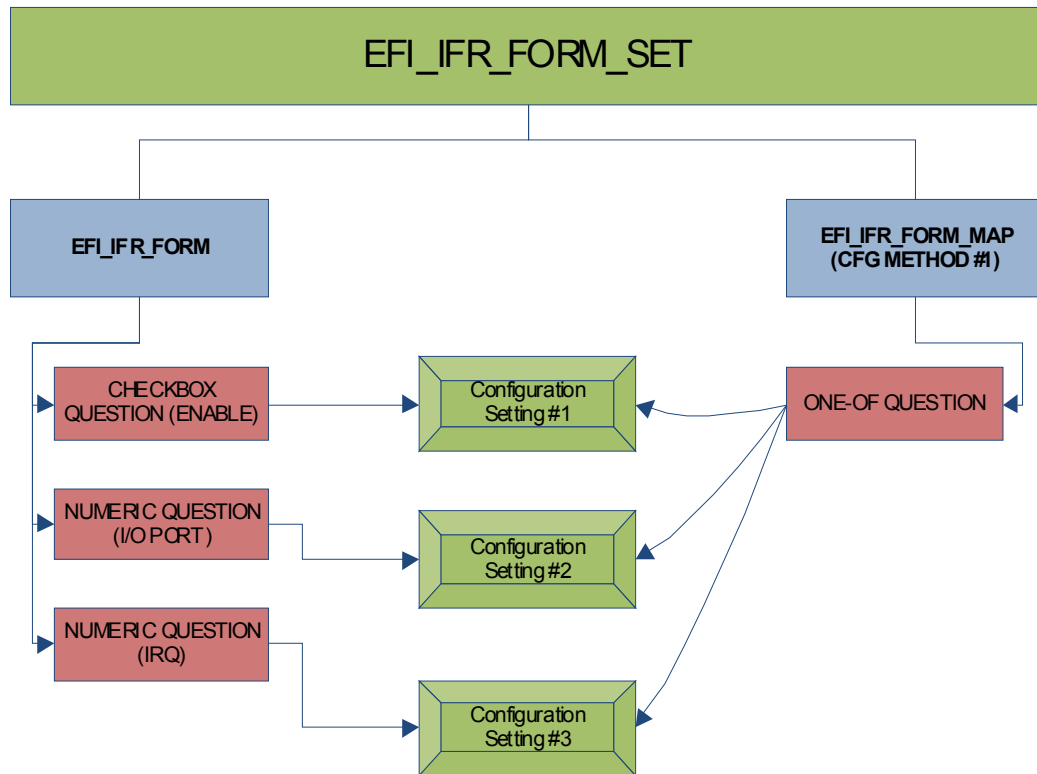 EFI_IFR_FORM_SET
EFI_IFR_FORM
EFI_IFR_FORM_MAP
(CFG METHOD #1)
CHECKBOX
QUESTION (ENABLE)
Configuration
Setting #1
ONE-OF QUESTION
NUMERIC QUESTION
(I/O PORT)
Configuration
Setting #2
NUMERIC QUESTION
(IRQ)
Configuration
Setting #3